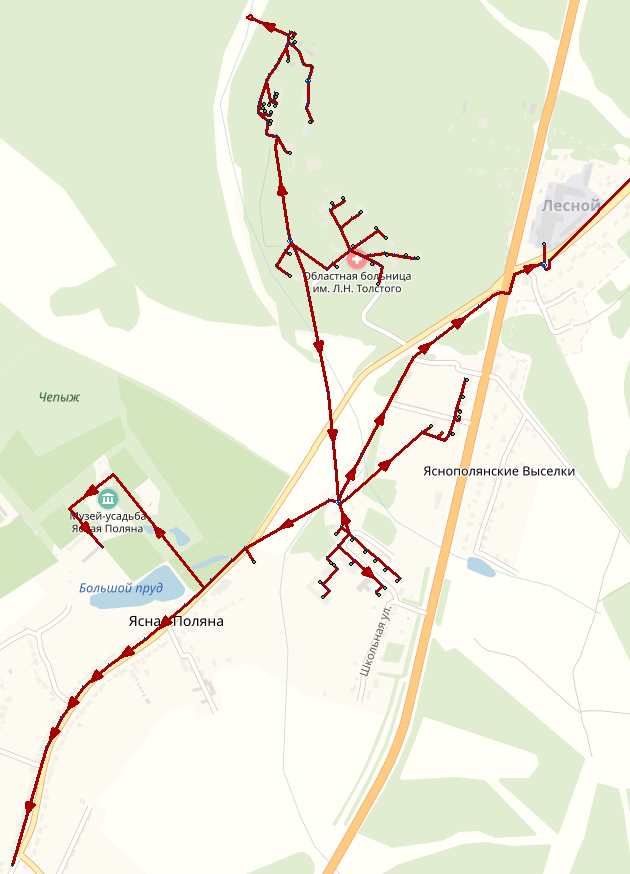 Лесной
Областная больница
им. Л.Н. Толстого
Чепыж
Яснополянские Выселки
Музей-усадьба
Ясная Поляна
Большой пруд
Ясная Поляна
Школьная ул.